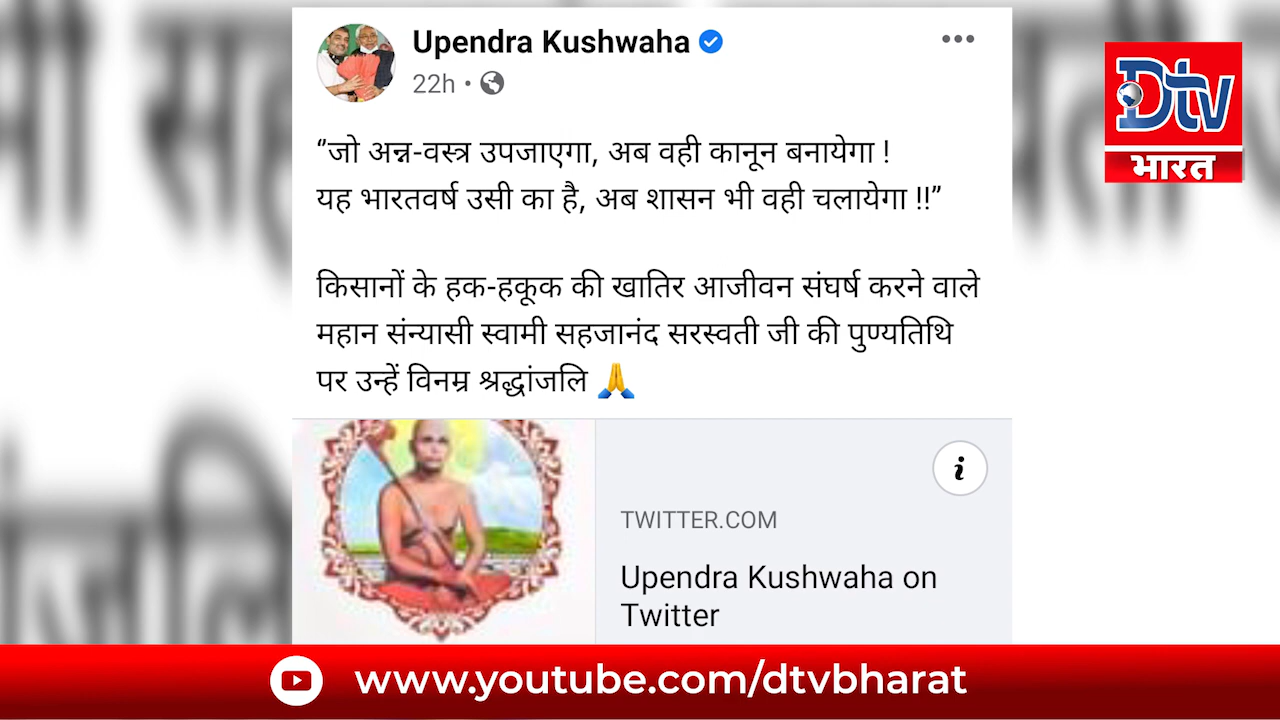 Upendra Kushwaha
22h •
Dtv
भारत
“जो अन्न-वस्त्र उपजाएगा, अब वही कानून बनायेगा !
यह भारतवर्ष उसी का है, अब शासन भी वही चलायेगा !!”
किसानों के हक-हकूक की खातिर आजीवन संघर्ष करने वाले
महान संन्यासी स्वामी सहजानंद सरस्वती जी की पुण्यतिथि
पर उन्हें विनम्र श्रद्धांजलि 🙏
TWITTER.COM
Upendra Kushwaha on
Twitter
www.youtube.com/dtvbharat